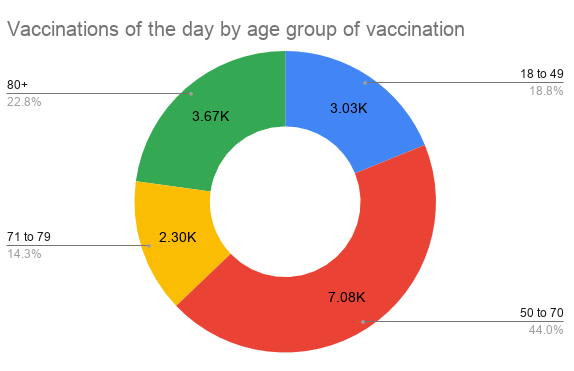 Vaccinations of the day by age group of vaccination
18 to 49
18.8%
80+
22.8%
3.03K
3.67K
71 to 79
14.3%
2.30K
7.08K
50 to 70
44.0%